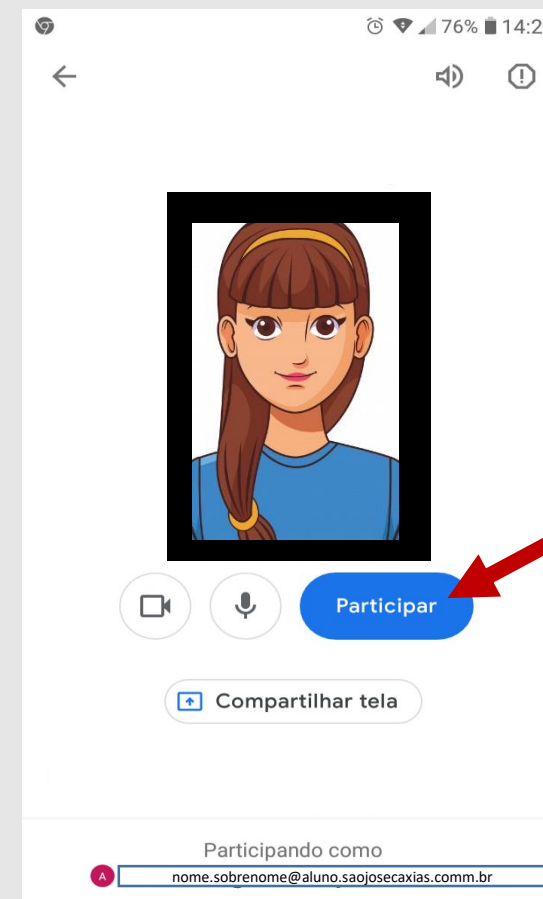 76% 14:2
Participar
Compartilhar tela
Participando como
A nome.sobrenome@aluno.saojosecaxias.comm.br